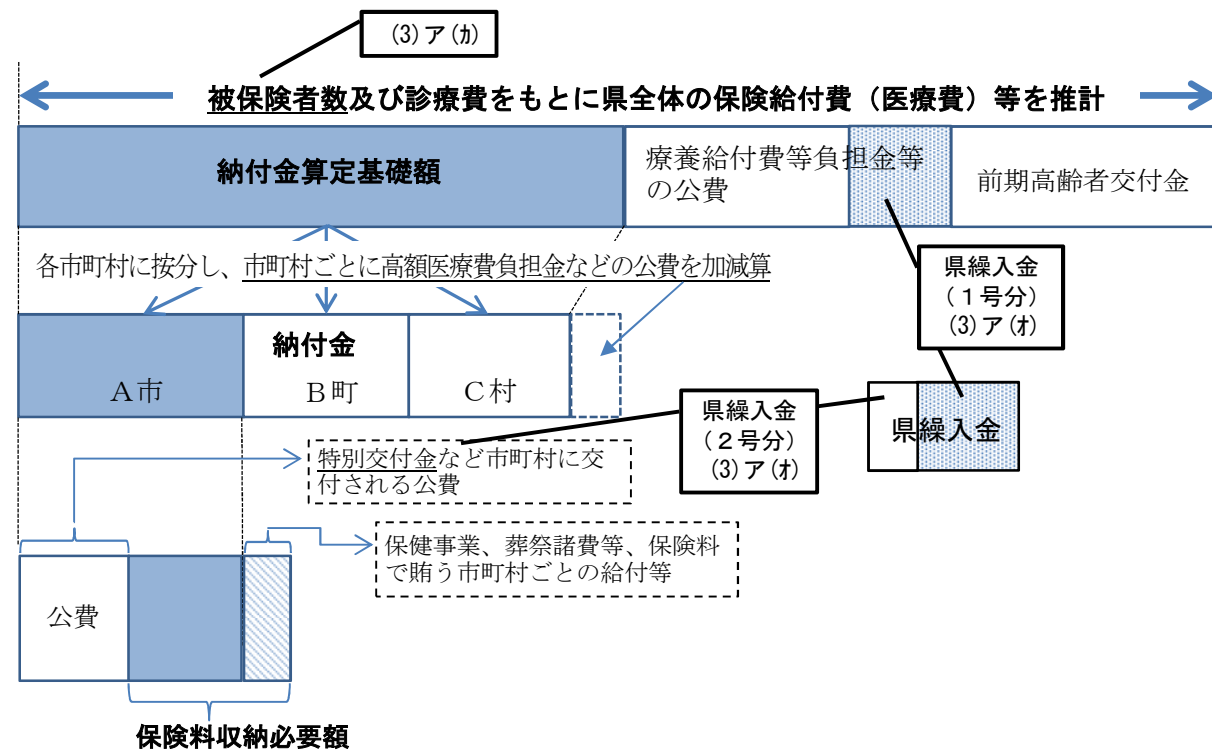 (3)ア(ｶ)
被保険者数及び診療費をもとに県全体の保険給付費（医療費）等を推計
納付金算定基礎額
療養給付費等負担金等
の公費
前期高齢者交付金
各市町村に按分し、市町村ごとに高額医療費負担金などの公費を加減算
県繰入金
（１号分）
(3)ア(ｵ)
納付金
Ａ市
Ｂ町
Ｃ村
県繰入金
（２号分）
(3)ア(ｵ)
県繰入金
特別交付金など市町村に交
付される公費
保健事業、葬祭諸費等、保険料
で賄う市町村ごとの給付等
公費
保険料収納必要額